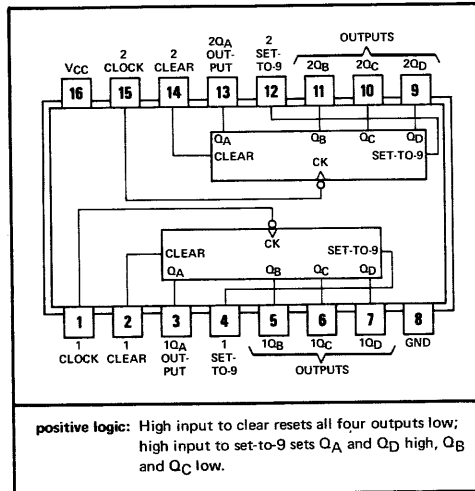 OUTPUTS
2 2 2QA 2
OUT- SET-
VCC CLOCK CLEAR PUT TO-9 2QB 2QC 2QD
16 15 14 13 12 11 10 9
QA QB QC QD
CLEAR SET-TO-9
CK
CK
CLEAR SET-TO-9
QA QB QC QD
1 2 3 4 5 6 7 8
1 1 1QA 1 1QB 1QC 1QD GND
CLOCK CLEAR OUT- SET- OUTPUTS
PUT TO-9
positive logic: High input to clear resets all four outputs low;
high input to set-to-9 sets QA and QD high, QB
and QC low.